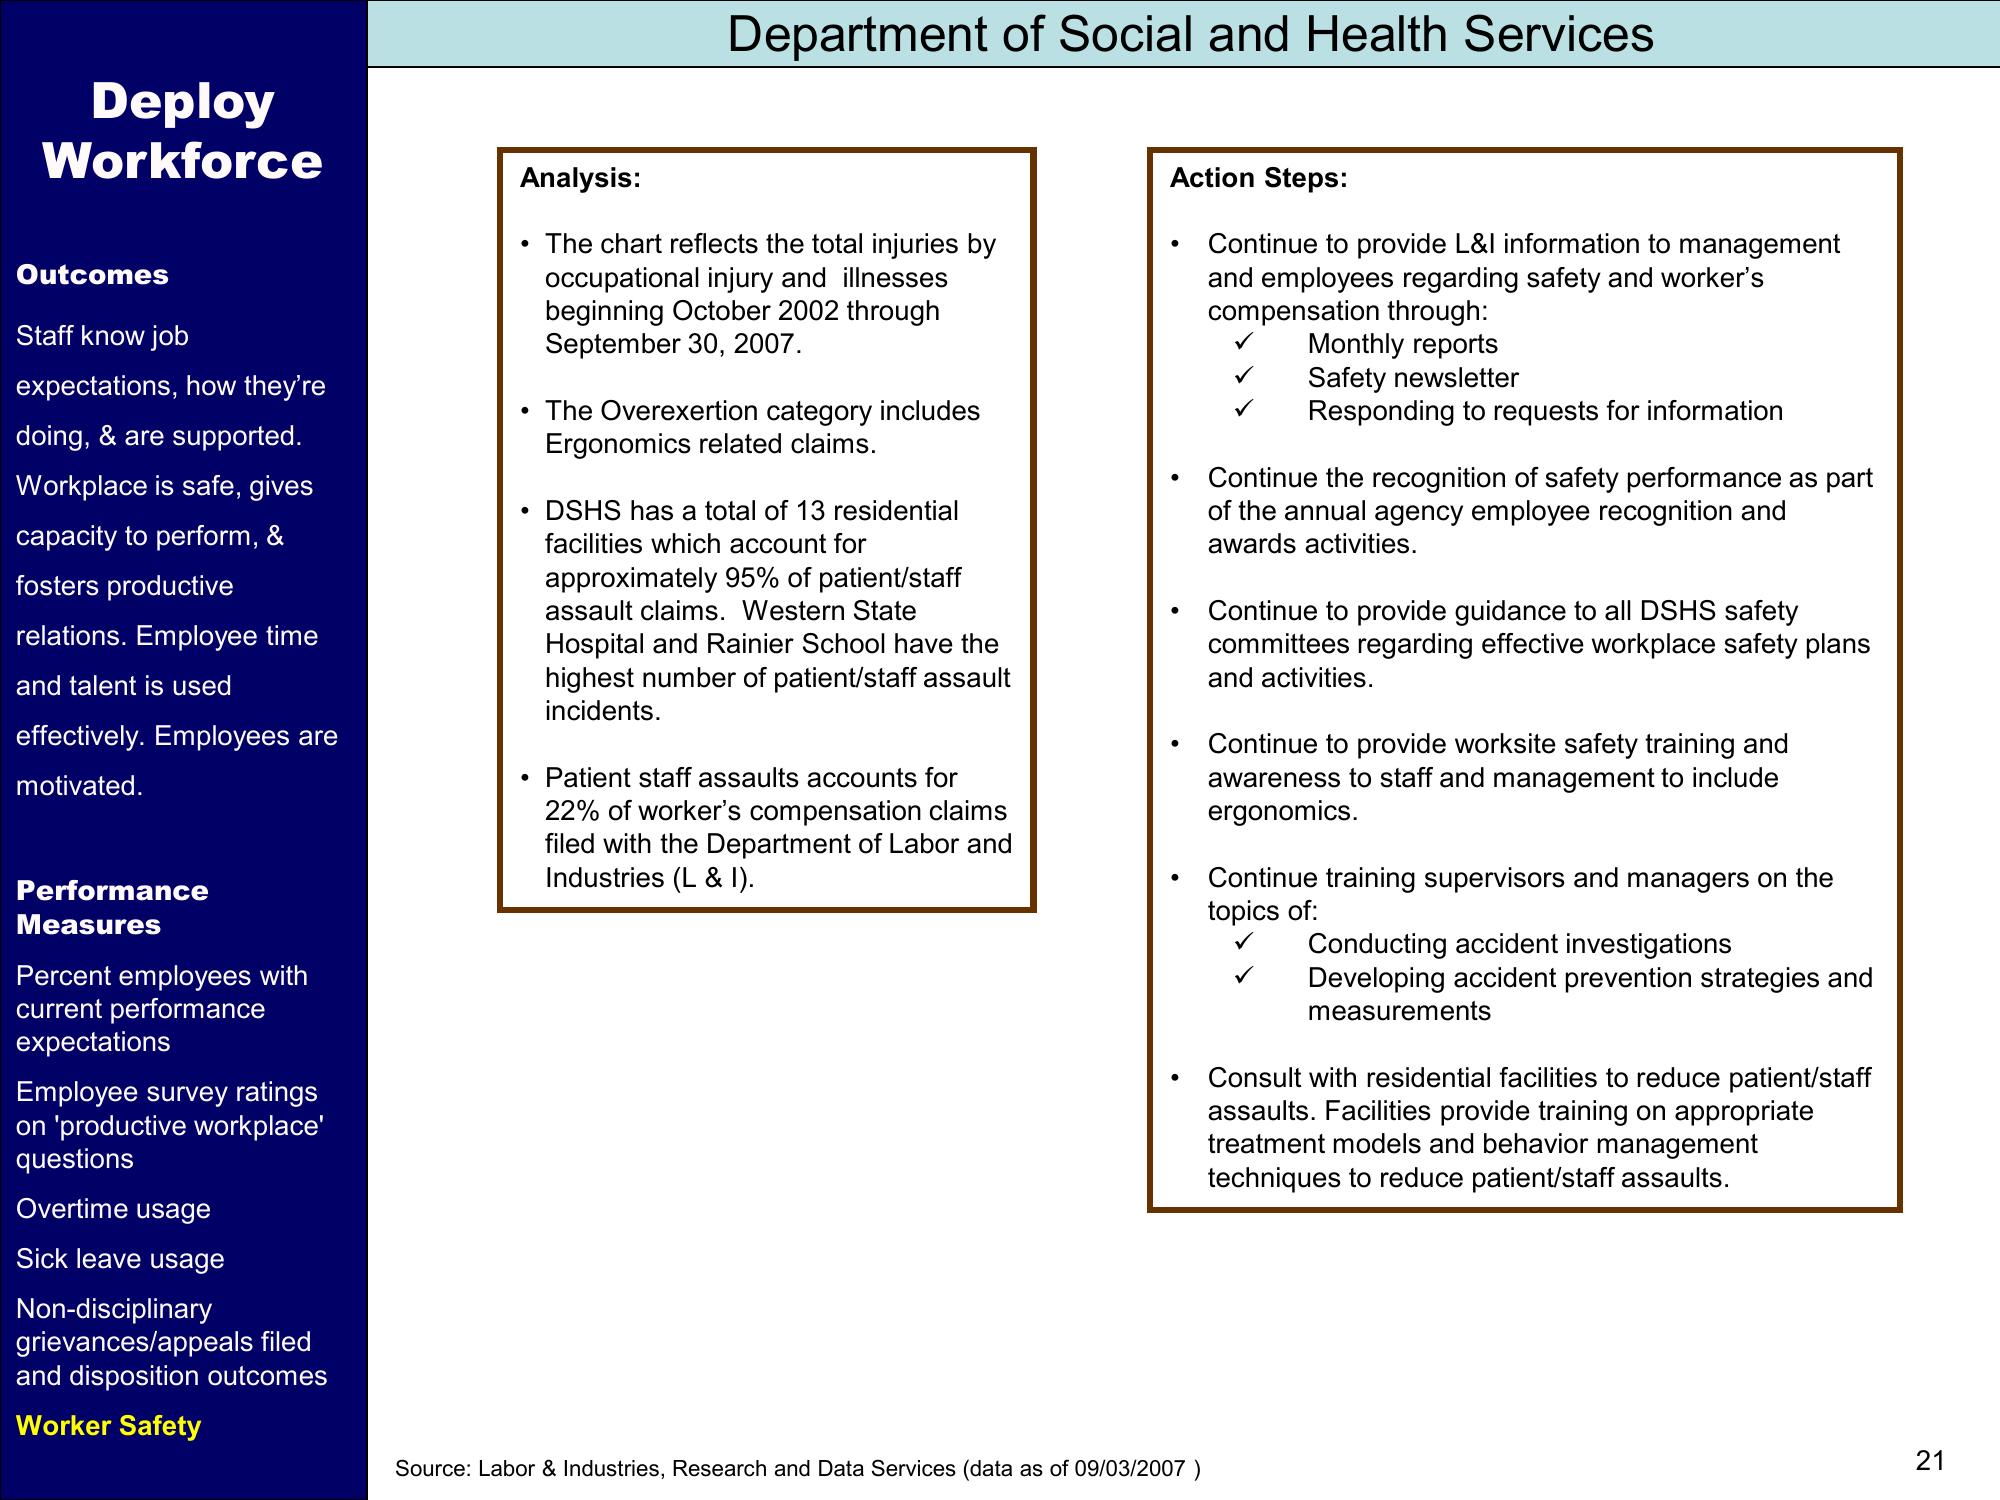 Department of Social and Health Services
Deploy
Workforce
Outcomes
Staff know job
expectations, how they’re
doing, & are supported.
Workplace is safe, gives
capacity to perform, &
fosters productive
relations. Employee time
and talent is used
effectively. Employees are
motivated.
Performance
Measures
Percent employees with
current performance
expectations
Employee survey ratings
on 'productive workplace'
questions
Overtime usage
Sick leave usage
Non-disciplinary
grievances/appeals filed
and disposition outcomes
Worker Safety
Analysis:
• The chart reflects the total injuries by
occupational injury and  illnesses
beginning October 2002 through
September 30, 2007.
• The Overexertion category includes
Ergonomics related claims.
• DSHS has a total of 13 residential
facilities which account for
approximately 95% of patient/staff
assault claims.  Western State
Hospital and Rainier School have the
highest number of patient/staff assault
incidents.
• Patient staff assaults accounts for
22% of worker’s compensation claims
filed with the Department of Labor and
Industries (L & I).
Action Steps:
• Continue to provide L&I information to management
and employees regarding safety and worker’s
compensation through:
✓ Monthly reports
✓ Safety newsletter
✓ Responding to requests for information
• Continue the recognition of safety performance as part
of the annual agency employee recognition and
awards activities.
• Continue to provide guidance to all DSHS safety
committees regarding effective workplace safety plans
and activities.
• Continue to provide worksite safety training and
awareness to staff and management to include
ergonomics.
• Continue training supervisors and managers on the
topics of:
✓ Conducting accident investigations
✓ Developing accident prevention strategies and
measurements
• Consult with residential facilities to reduce patient/staff
assaults. Facilities provide training on appropriate
treatment models and behavior management
techniques to reduce patient/staff assaults.
Source: Labor & Industries, Research and Data Services (data as of 09/03/2007 )
21